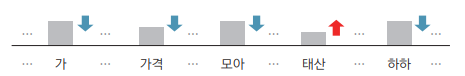 … … … … … …
… 가 … 가격 … 모아 … 태산 … 하하 …